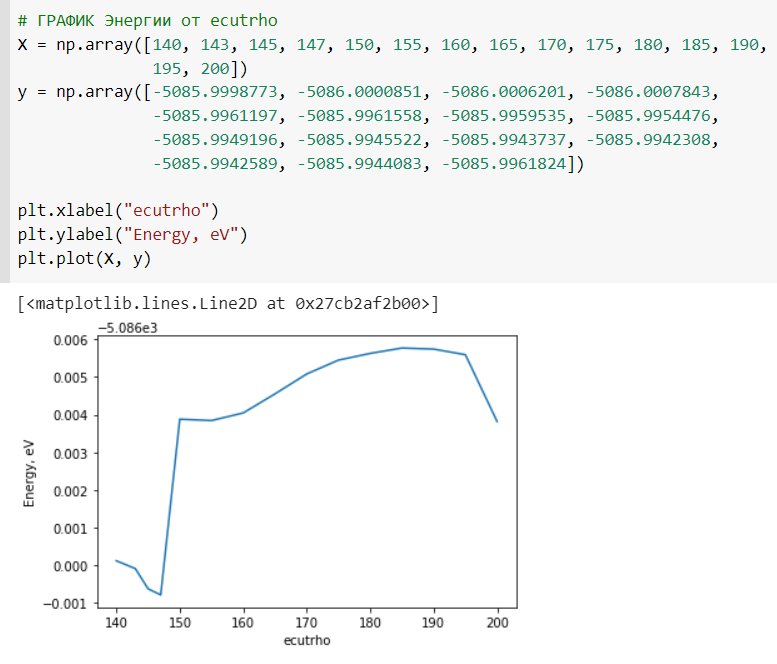 # ГРАФИК Энергии от ecutrho
X = np.array([140, 143, 145, 147, 150, 155, 160, 165, 170, 175, 180, 185, 190,
195, 200])
y = np.array([-5085.9998773, -5086.0000851, -5086.0006201, -5086.0007843,
-5085.9961197, -5085.9961558, -5085.9959535, -5085.9954476,
-5085.9949196, -5085.9945522, -5085.9943737, -5085.9942308,
-5085.9942589, -5085.9944083, -5085.9961824])
plt.xlabel("ecutrho")
plt.ylabel("Energy, eV")
plt.plot(X, y)
[<matplotlib.lines.Line2D at 0x27cb2af2b00>]
−5.086e3
0.006
0.005
0.004
0.003
0.002
0.001
0.000
−0.001
Energy, eV
140 150 160 170 180 190 200
ecutrho